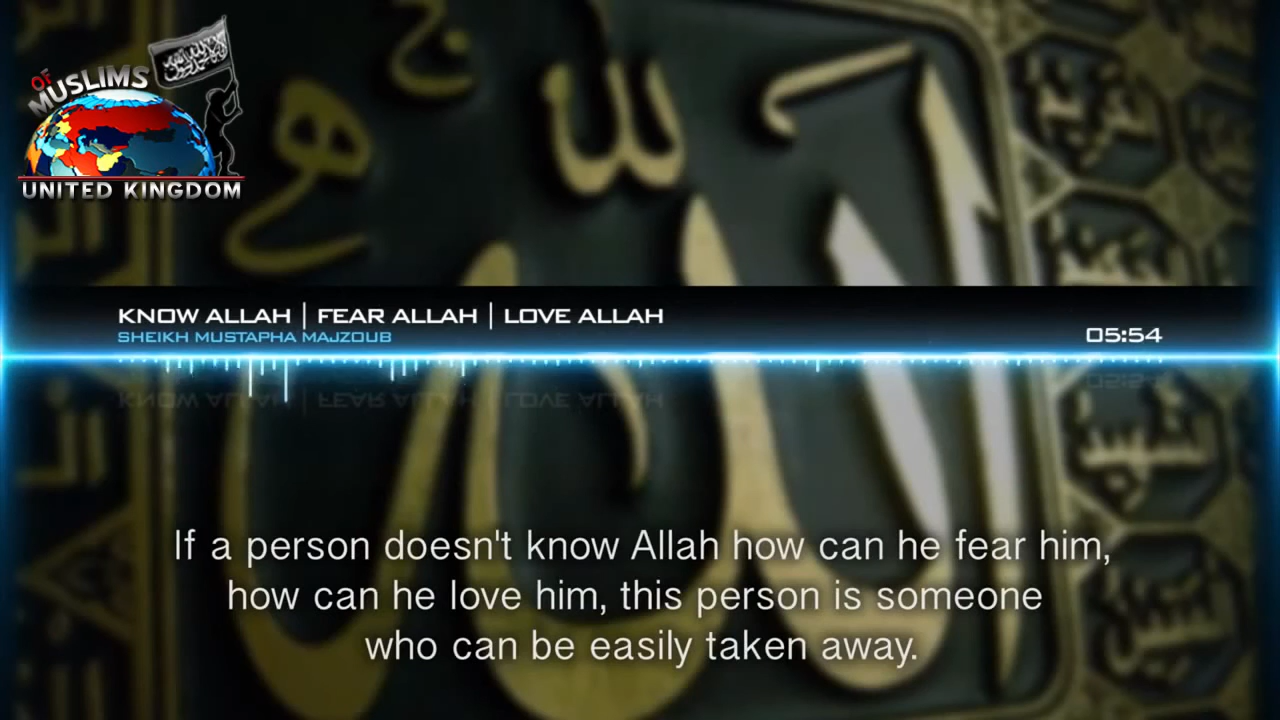 MUSLIMS
OF
UNITED KINGDOM
الله
KNOW ALLAH | FEAR ALLAH | LOVE ALLAH
SHEIKH MUSTAPHA MAJZOUB
05:54
If a person doesn't know Allah how can he fear him,
how can he love him, this person is someone
who can be easily taken away.